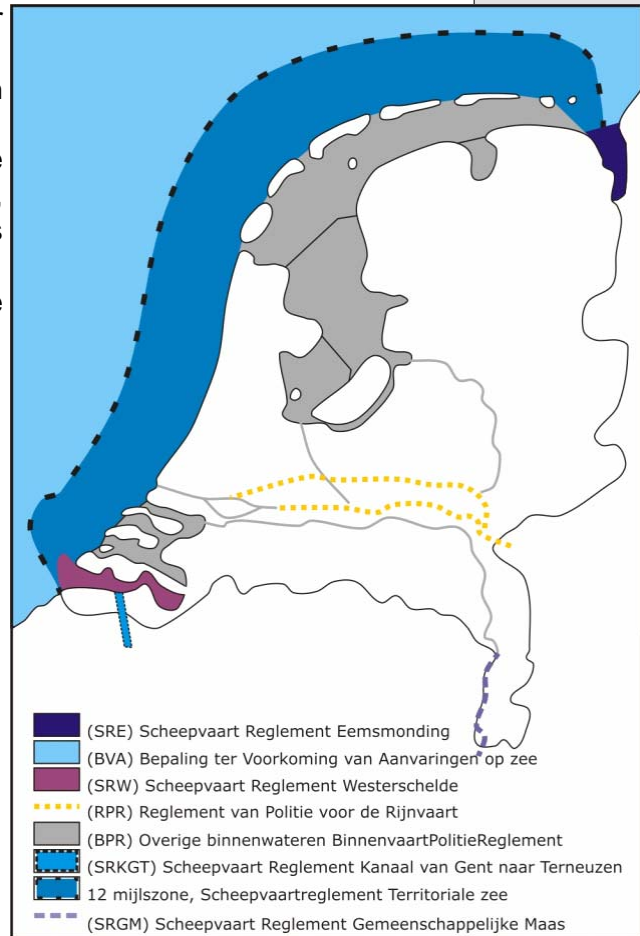 (SRE) Scheepvaart Reglement Eemsmonding
(BVA) Bepaling ter Voorkoming van Aanvaringen op zee
(SRW) Scheepvaart Reglement Westerschelde
(RPR) Reglement van Politie voor de Rijnvaart
(BPR) Overige binnenwateren BinnenvaartPolitieReglement
(SRKGT) Scheepvaart Reglement Kanaal van Gent naar Terneuzen
12 mijlszone, Scheepvaartreglement Territoriale zee
(SRGM) Scheepvaart Reglement Gemeenschappelijke Maas